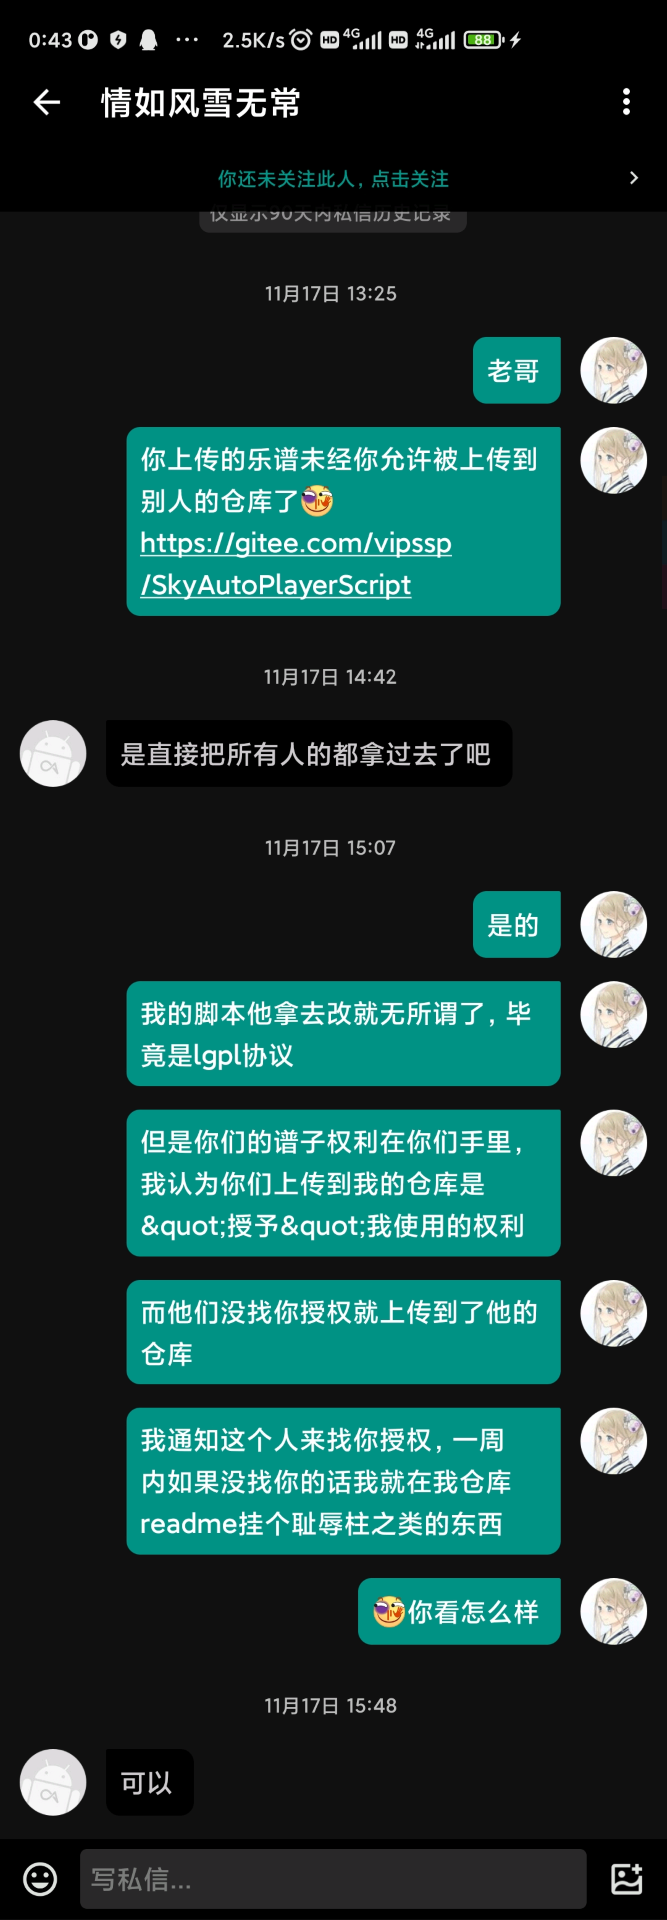 0:43 ··· 2.5K/s HD 4G HD 4G 88
情如风雪无常
你还未关注此人，点击关注
仅显示90天内私信历史记录
11月17日 13:25
老哥
你上传的乐谱未经你允许被上传到
别人的仓库了
https://gitee.com/vipssp
/SkyAutoPlayerScript
11月17日 14:42
是直接把所有人的都拿过去了吧
11月17日 15:07
是的
我的脚本他拿去改就无所谓了，毕
竟是lgpl协议
但是你们的谱子权利在你们手里，
我认为你们上传到我的仓库是
&quot;授予&quot;我使用的权利
而他们没找你授权就上传到了他的
仓库
我通知这个人来找你授权，一周
内如果没找你的话我就在我仓库
readme挂个耻辱柱之类的东西
你看怎么样
11月17日 15:48
可以
写私信...